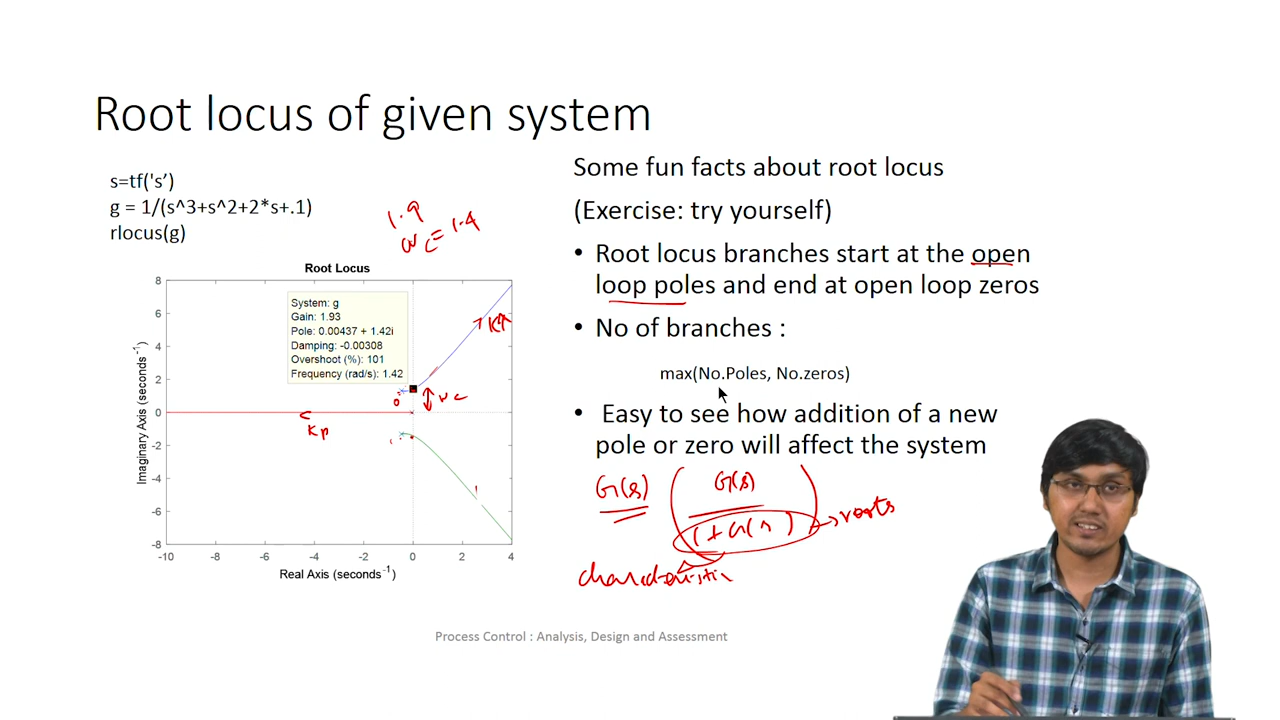 Root locus of given system
s=tf('s’)
g = 1/(s^3+s^2+2*s+.1)
rlocus(g)
1.9
wc = 1.4
Root Locus
System: g
Gain: 1.93
Pole: 0.00437 + 1.42i
Damping: -0.00308
Overshoot (%): 101
Frequency (rad/s): 1.42
8
6
4
2
0
-2
-4
-6
-8
Imaginary Axis (seconds-1)
-10 -8 -6 -4 -2 0 2 4
Real Axis (seconds-1)
K↑
wc
Kp
Some fun facts about root locus
(Exercise: try yourself)
• Root locus branches start at the open
loop poles and end at open loop zeros
• No of branches :
max(No.Poles, No.zeros)
• Easy to see how addition of a new
pole or zero will affect the system
G(s)
G(s)
1+G(s)
roots
characteristic
Process Control : Analysis, Design and Assessment